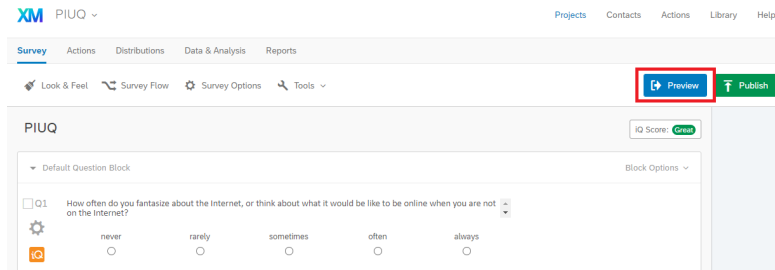 XM PIUQ
Projects Contacts Actions Library Help
Survey Actions Distributions Data & Analysis Reports
Look & Feel Survey Flow Survey Options Tools Preview Publish
PIUQ iQ Score: Great
Default Question Block Block Options
Q1 How often do you fantasize about the Internet, or think about what it would be like to be online when you are not
on the Internet?
never rarely sometimes often always
iQ